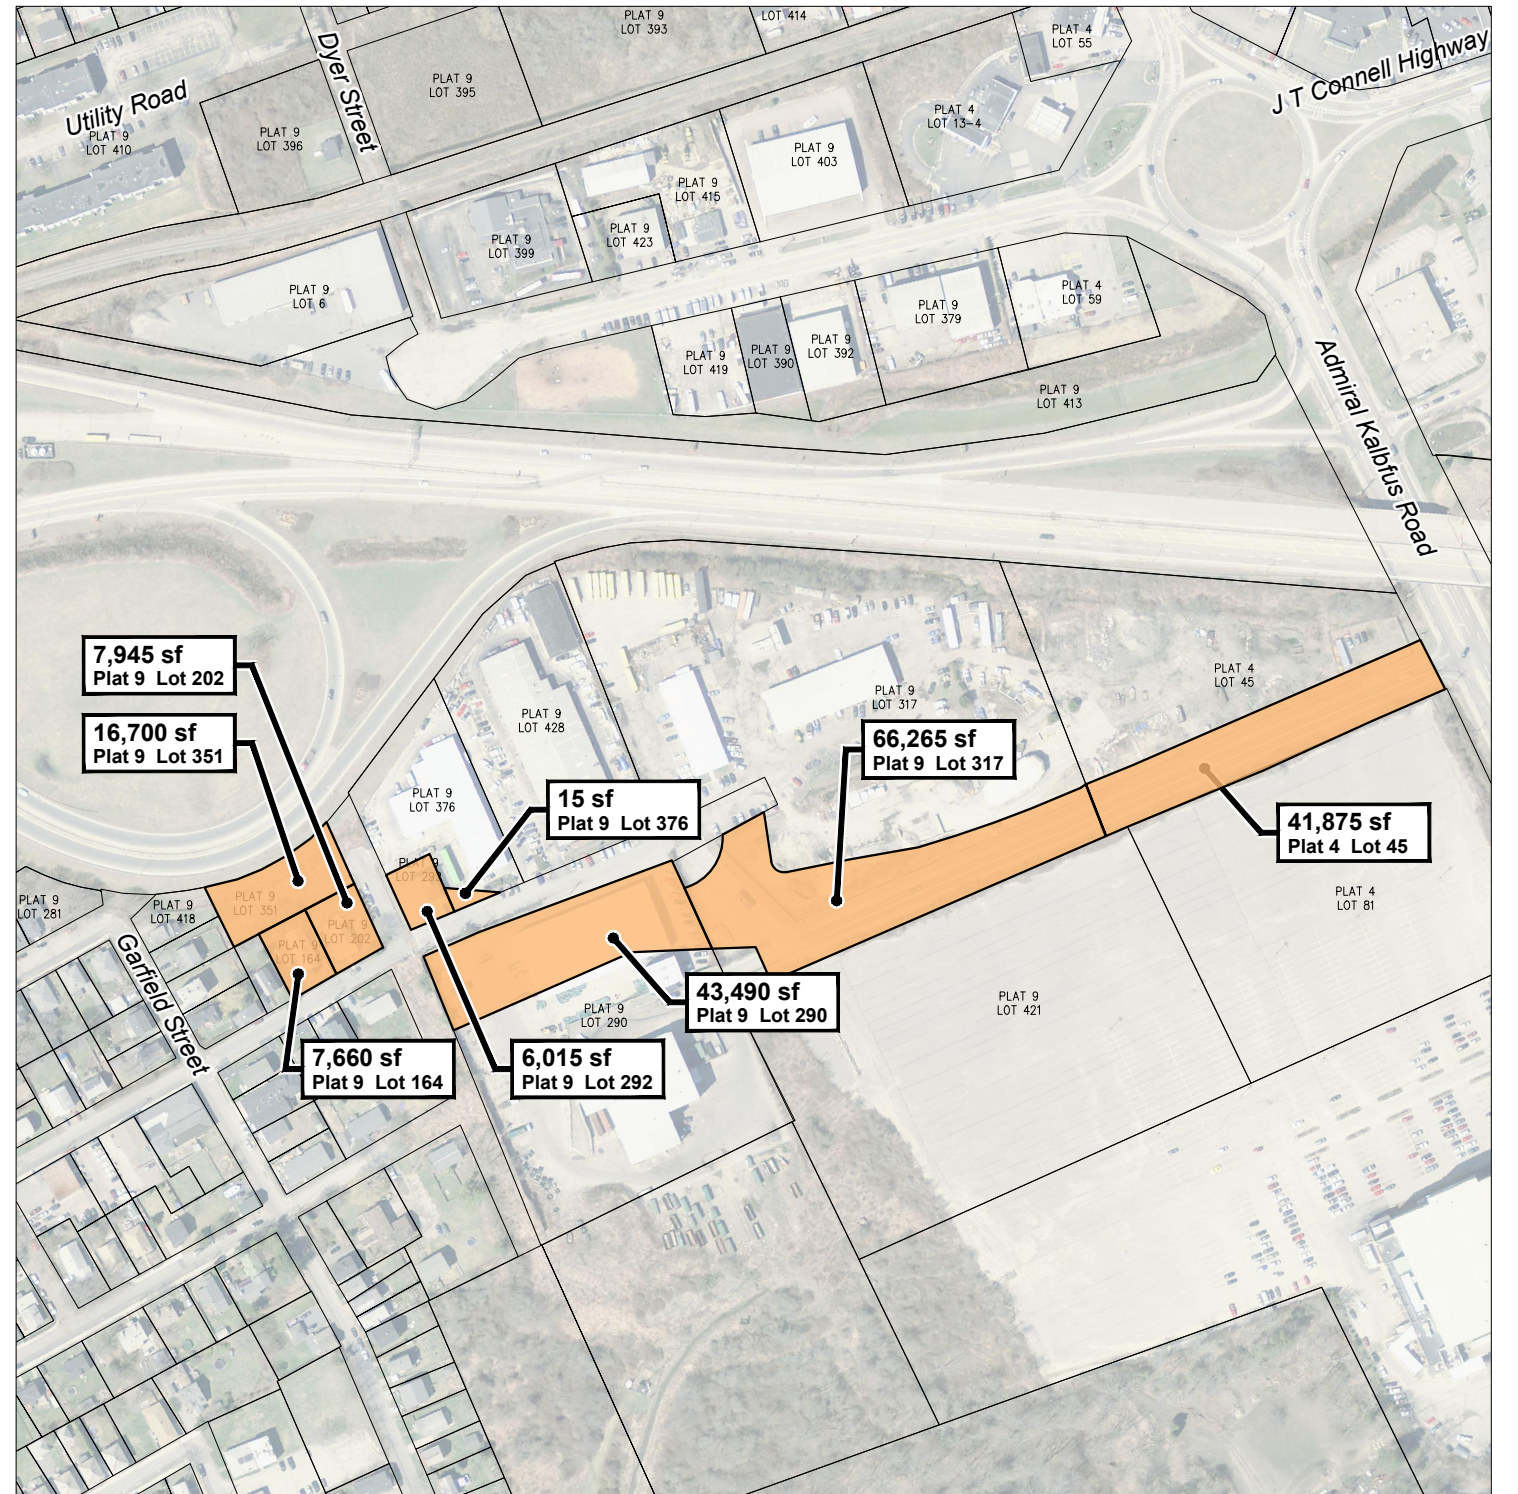 PLAT 9
LOT 393
LOT 414
PLAT 4
LOT 55
J T Connell Highway
Dyer Street
PLAT 9
LOT 395
Utility Road
PLAT 9
LOT 410
PLAT 9
LOT 396
PLAT 4
LOT 13-4
PLAT 9
LOT 403
PLAT 9
LOT 415
PLAT 9
LOT 423
PLAT 9
LOT 399
PLAT 9
LOT 6
PLAT 9
LOT 379
PLAT 4
LOT 59
PLAT 9
LOT 419
PLAT 9
LOT 390
PLAT 9
LOT 392
PLAT 9
LOT 413
Admiral Kalbfus Road
7,945 sf
Plat 9 Lot 202
16,700 sf
Plat 9 Lot 351
PLAT 9
LOT 428
PLAT 9
LOT 317
PLAT 4
LOT 45
66,265 sf
Plat 9 Lot 317
PLAT 9
LOT 376
15 sf
Plat 9 Lot 376
41,875 sf
Plat 4 Lot 45
PLAT 9
LOT 292
PLAT 4
LOT 81
PLAT 9
LOT 281
PLAT 9
LOT 418
PLAT 9
LOT 351
PLAT 9
LOT 202
PLAT 9
LOT 164
Garfield Street
43,490 sf
Plat 9 Lot 290
PLAT 9
LOT 290
PLAT 9
LOT 421
7,660 sf
Plat 9 Lot 164
6,015 sf
Plat 9 Lot 292